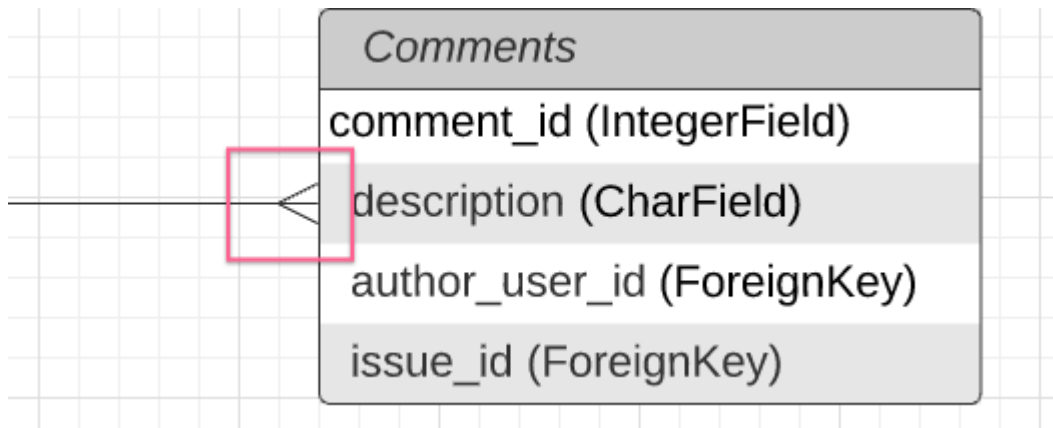 Comments
comment_id (IntegerField)
description (CharField)
author_user_id (ForeignKey)
issue_id (ForeignKey)